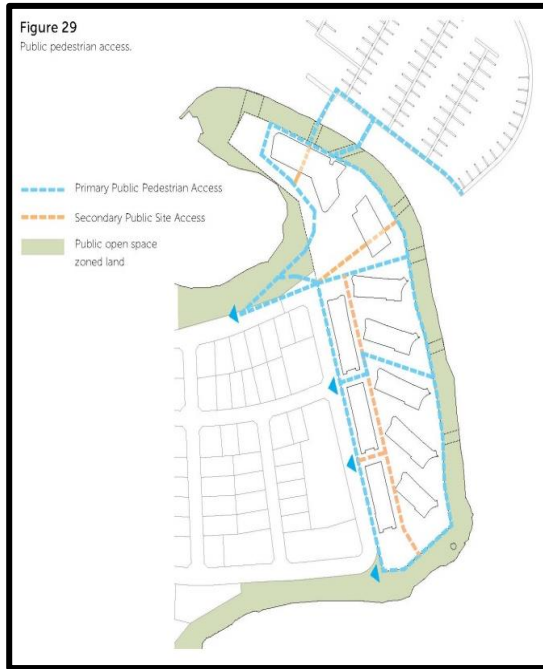 Figure 29
Public pedestrian access.
Primary Public Pedestrian Access
Secondary Public Site Access
Public open space
zoned land